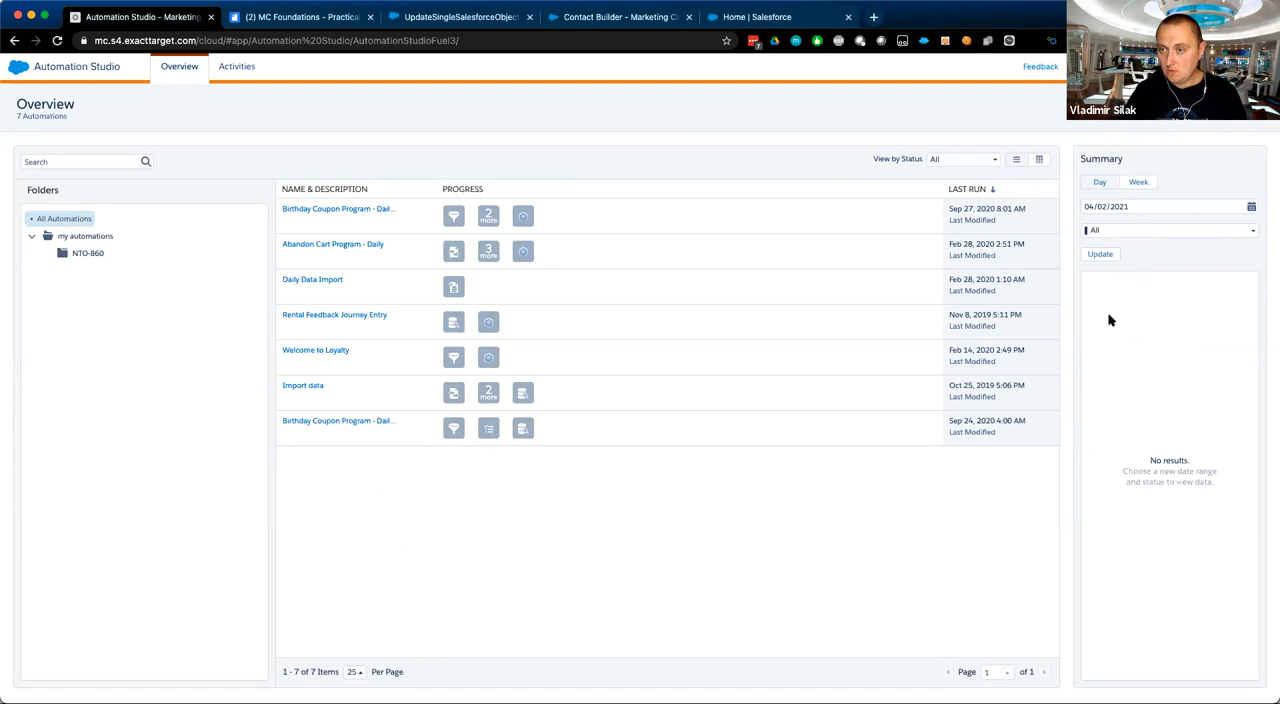 Automation Studio - Marketing
(2) MC Foundations - Practical
UpdateSingleSalesforceObject
Contact Builder - Marketing Cl
Home | Salesforce
mc.s4.exacttarget.com/cloud/#app/Automation%20Studio/AutomationStudioFuel3/
7
Automation Studio
Overview
Activities
Feedback
Vladimir Silak
Overview
7 Automations
Search
View by Status
All
Summary
Folders
NAME & DESCRIPTION
PROGRESS
LAST RUN
Day
Week
All Automations
my automations
NTO-860
Birthday Coupon Program - Dail...
2
more
Sep 27, 2020 8:01 AM
Last Modified
Abandon Cart Program - Daily
3
more
Feb 28, 2020 2:51 PM
Last Modified
Daily Data Import
Feb 28, 2020 1:10 AM
Last Modified
Rental Feedback Journey Entry
Nov 8, 2019 5:11 PM
Last Modified
Welcome to Loyalty
Feb 14, 2020 2:49 PM
Last Modified
Import data
2
more
Oct 25, 2019 5:06 PM
Last Modified
Birthday Coupon Program - Dail...
Sep 24, 2020 4:00 AM
Last Modified
04/02/2021
All
Update
No results.
Choose a new date range
and status to view data.
1 - 7 of 7 Items
25
Per Page
Page
1
of 1